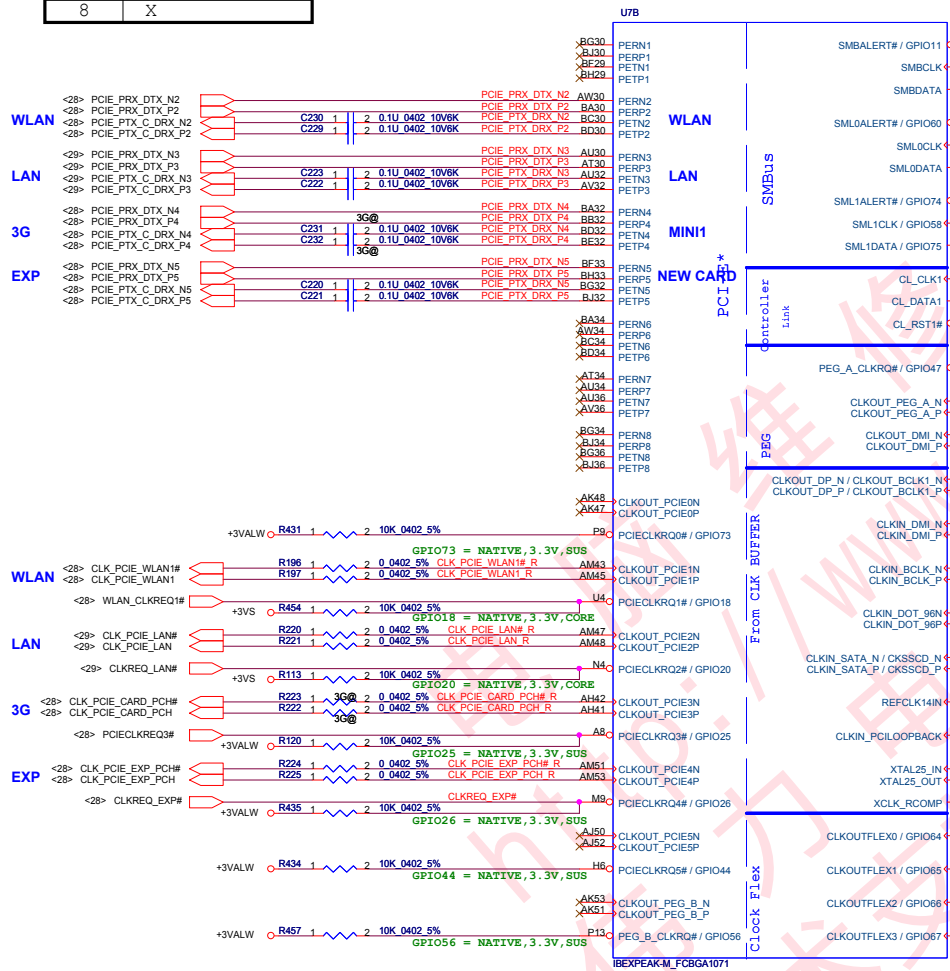 8 X
U7B
BG30 PERN1 SMBALERT# / GPIO11
BJ30 PERP1
BF29 PETN1 SMBCLK
BH29 PETP1
SMBDATA
WLAN
<28> PCIE_PRX_DTX_N2 PCIE_PRX_DTX_N2 AW30 PERN2
<28> PCIE_PRX_DTX_P2 PCIE_PRX_DTX_P2 BA30 PERP2
<28> PCIE_PTX_C_DRX_N2 C230 1 2 0.1U_0402_10V6K PCIE_PTX_DRX_N2 BC30 PETN2 WLAN SML0ALERT# / GPIO60
<28> PCIE_PTX_C_DRX_P2 C229 1 2 0.1U_0402_10V6K PCIE_PTX_DRX_P2 BD30 PETP2
SML0CLK
LAN
<29> PCIE_PRX_DTX_N3 PCIE_PRX_DTX_N3 AU30 PERN3
<29> PCIE_PRX_DTX_P3 PCIE_PRX_DTX_P3 AT30 PERP3 SML0DATA
<29> PCIE_PTX_C_DRX_N3 C223 1 2 0.1U_0402_10V6K PCIE_PTX_DRX_N3 AU32 PETN3 LAN
<29> PCIE_PTX_C_DRX_P3 C222 1 2 0.1U_0402_10V6K PCIE_PTX_DRX_P3 AV32 PETP3
SMBus
SML1ALERT# / GPIO74
3G
<28> PCIE_PRX_DTX_N4 PCIE_PRX_DTX_N4 BA32 PERN4
<28> PCIE_PRX_DTX_P4 3G@ PCIE_PRX_DTX_P4 BB32 PERP4 SML1CLK / GPIO58
<28> PCIE_PTX_C_DRX_N4 C231 1 2 0.1U_0402_10V6K PCIE_PTX_DRX_N4 BD32 PETN4 MINI1
<28> PCIE_PTX_C_DRX_P4 C232 1 2 0.1U_0402_10V6K PCIE_PTX_DRX_P4 BE32 PETP4 SML1DATA / GPIO75
3G@
EXP
<28> PCIE_PRX_DTX_N5 PCIE_PRX_DTX_N5 BF33 PERN5
<28> PCIE_PRX_DTX_P5 PCIE_PRX_DTX_P5 BH33 PERP5 NEW CARD CL_CLK1
<28> PCIE_PTX_C_DRX_N5 C220 1 2 0.1U_0402_10V6K PCIE_PTX_DRX_N5 BG32 PETN5
<28> PCIE_PTX_C_DRX_P5 C221 1 2 0.1U_0402_10V6K PCIE_PTX_DRX_P5 BJ32 PETP5 CL_DATA1
PCI-E*
Controller
Link
BA34 PERN6 CL_RST1#
AW34 PERP6
BC34 PETN6
BD34 PETP6
PEG_A_CLKRQ# / GPIO47
AT34 PERN7
AU34 PERP7
AU36 PETN7 CLKOUT_PEG_A_N
AV36 PETP7 CLKOUT_PEG_A_P
BG34 PERN8 CLKOUT_DMI_N
BJ34 PERP8 CLKOUT_DMI_P
BG36 PETN8
BJ36 PETP8
PEG
CLKOUT_DP_N / CLKOUT_BCLK1_N
CLKOUT_DP_P / CLKOUT_BCLK1_P
AK48 CLKOUT_PCIE0N
AK47 CLKOUT_PCIE0P
CLKIN_DMI_N
+3VALW R431 1 2 10K_0402_5% P9 PCIECLKRQ0# / GPIO73 CLKIN_DMI_P
GPIO73 = NATIVE,3.3V,SUS
WLAN
<28> CLK_PCIE_WLAN1# R196 1 2 0_0402_5% CLK_PCIE_WLAN1#_R AM43 CLKOUT_PCIE1N CLKIN_BCLK_N
<28> CLK_PCIE_WLAN1 R197 1 2 0_0402_5% CLK_PCIE_WLAN1_R AM45 CLKOUT_PCIE1P CLKIN_BCLK_P
From CLK BUFFER
<28> WLAN_CLKREQ1# U4 PCIECLKRQ1# / GPIO18
+3VS R454 1 2 10K_0402_5% CLKIN_DOT_96N
GPIO18 = NATIVE,3.3V,CORE CLKIN_DOT_96P
LAN
<29> CLK_PCIE_LAN# R220 1 2 0_0402_5% CLK_PCIE_LAN#_R AM47 CLKOUT_PCIE2N
<29> CLK_PCIE_LAN R221 1 2 0_0402_5% CLK_PCIE_LAN_R AM48 CLKOUT_PCIE2P
CLKIN_SATA_N / CKSSCD_N
<29> CLKREQ_LAN# N4 PCIECLKRQ2# / GPIO20 CLKIN_SATA_P / CKSSCD_P
+3VS R113 1 2 10K_0402_5%
GPIO20 = NATIVE,3.3V,CORE
3G
<28> CLK_PCIE_CARD_PCH# R223 1 3G@ 2 0_0402_5% CLK_PCIE_CARD_PCH#_R AH42 CLKOUT_PCIE3N REFCLK14IN
<28> CLK_PCIE_CARD_PCH R222 1 2 0_0402_5% CLK_PCIE_CARD_PCH_R AH41 CLKOUT_PCIE3P
3G@
<28> PCIECLKREQ3# A8 PCIECLKRQ3# / GPIO25 CLKIN_PCILOOPBACK
+3VALW R120 1 2 10K_0402_5%
GPIO25 = NATIVE,3.3V,SUS
EXP
<28> CLK_PCIE_EXP_PCH# R224 1 2 0_0402_5% CLK_PCIE_EXP_PCH#_R AM51 CLKOUT_PCIE4N XTAL25_IN
<28> CLK_PCIE_EXP_PCH R225 1 2 0_0402_5% CLK_PCIE_EXP_PCH_R AM53 CLKOUT_PCIE4P XTAL25_OUT
<28> CLKREQ_EXP# CLKREQ_EXP# M9 PCIECLKRQ4# / GPIO26 XCLK_RCOMP
+3VALW R435 1 2 10K_0402_5%
GPIO26 = NATIVE,3.3V,SUS
AJ50 CLKOUT_PCIE5N CLKOUTFLEX0 / GPIO64
AJ52 CLKOUT_PCIE5P
+3VALW R434 1 2 10K_0402_5% H6 PCIECLKRQ5# / GPIO44 CLKOUTFLEX1 / GPIO65
GPIO44 = NATIVE,3.3V,SUS
Clock Flex
AK53 CLKOUT_PEG_B_N CLKOUTFLEX2 / GPIO66
AK51 CLKOUT_PEG_B_P
+3VALW R457 1 2 10K_0402_5% P13 PEG_B_CLKRQ# / GPIO56 CLKOUTFLEX3 / GPIO67
GPIO56 = NATIVE,3.3V,SUS
IBEXPEAK-M_FCBGA1071
电脑维修
http://www